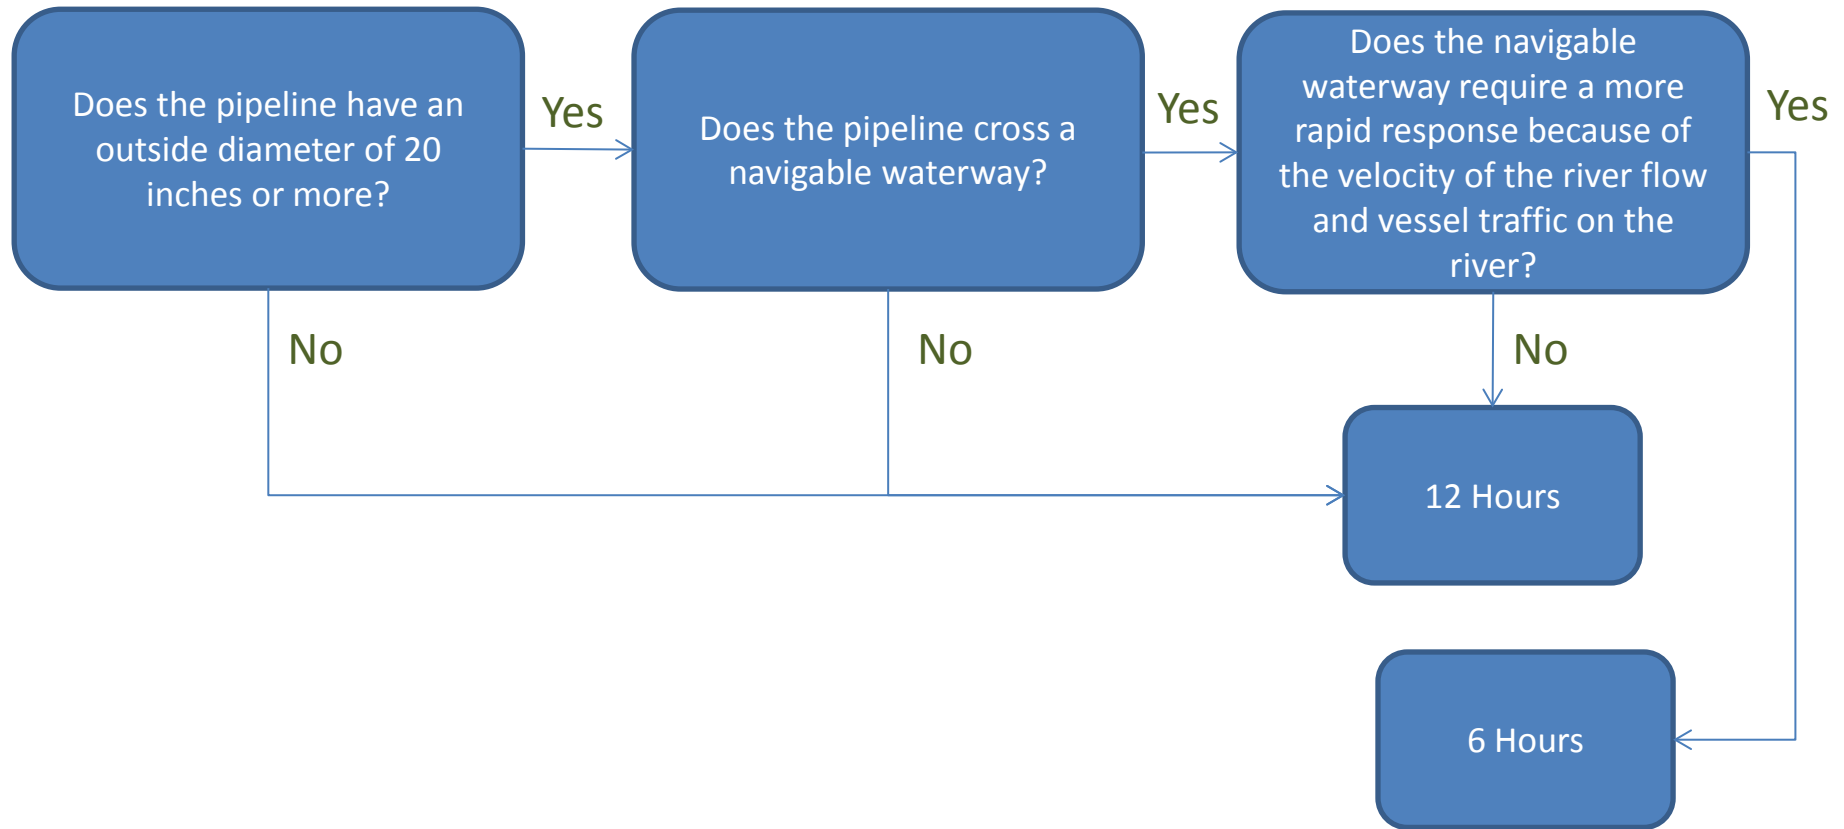 Does the pipeline have an
outside diameter of 20
inches or more?
Yes
Does the pipeline cross a
navigable waterway?
Yes
Does the navigable
waterway require a more
rapid response because of
the velocity of the river flow
and vessel traffic on the
river?
Yes
No
No
No
12 Hours
6 Hours